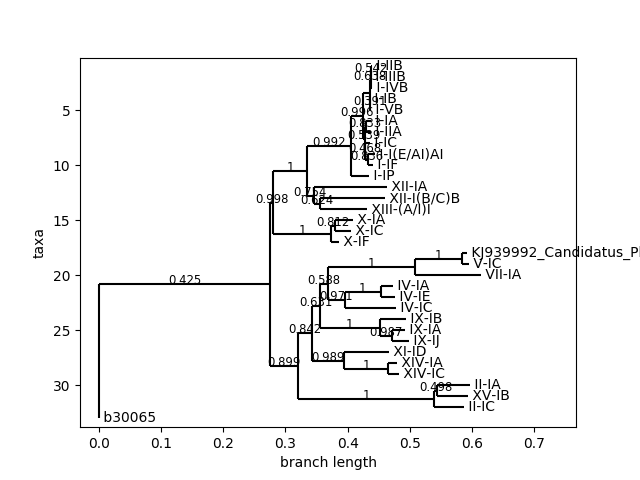 I-IIB
I-IIIB
I-IVB
I-IB
I-VB
I-IA
I-IIA
I-IC
I-I(E/AI)AI
I-IF
I-IP
0.992
1
XII-IA
0.764
XII-I(B/C)B
0.624
XIII-(A/I)I
0.998
X-IA
0.812
X-IC
1
X-IF
KJ939992_Candidatus_Pl
1
V-IC
1
VII-IA
0.425
0.588
IV-IA
1
IV-IE
0.971
IV-IC
IX-IB
1
IX-IA
0.987
IX-IJ
0.842
XI-ID
0.989
XIV-IA
1
XIV-IC
0.899
II-IA
0.498
XV-IB
1
II-IC
b30065
taxa
5
10
15
20
25
30
0.0 0.1 0.2 0.3 0.4 0.5 0.6 0.7
branch length